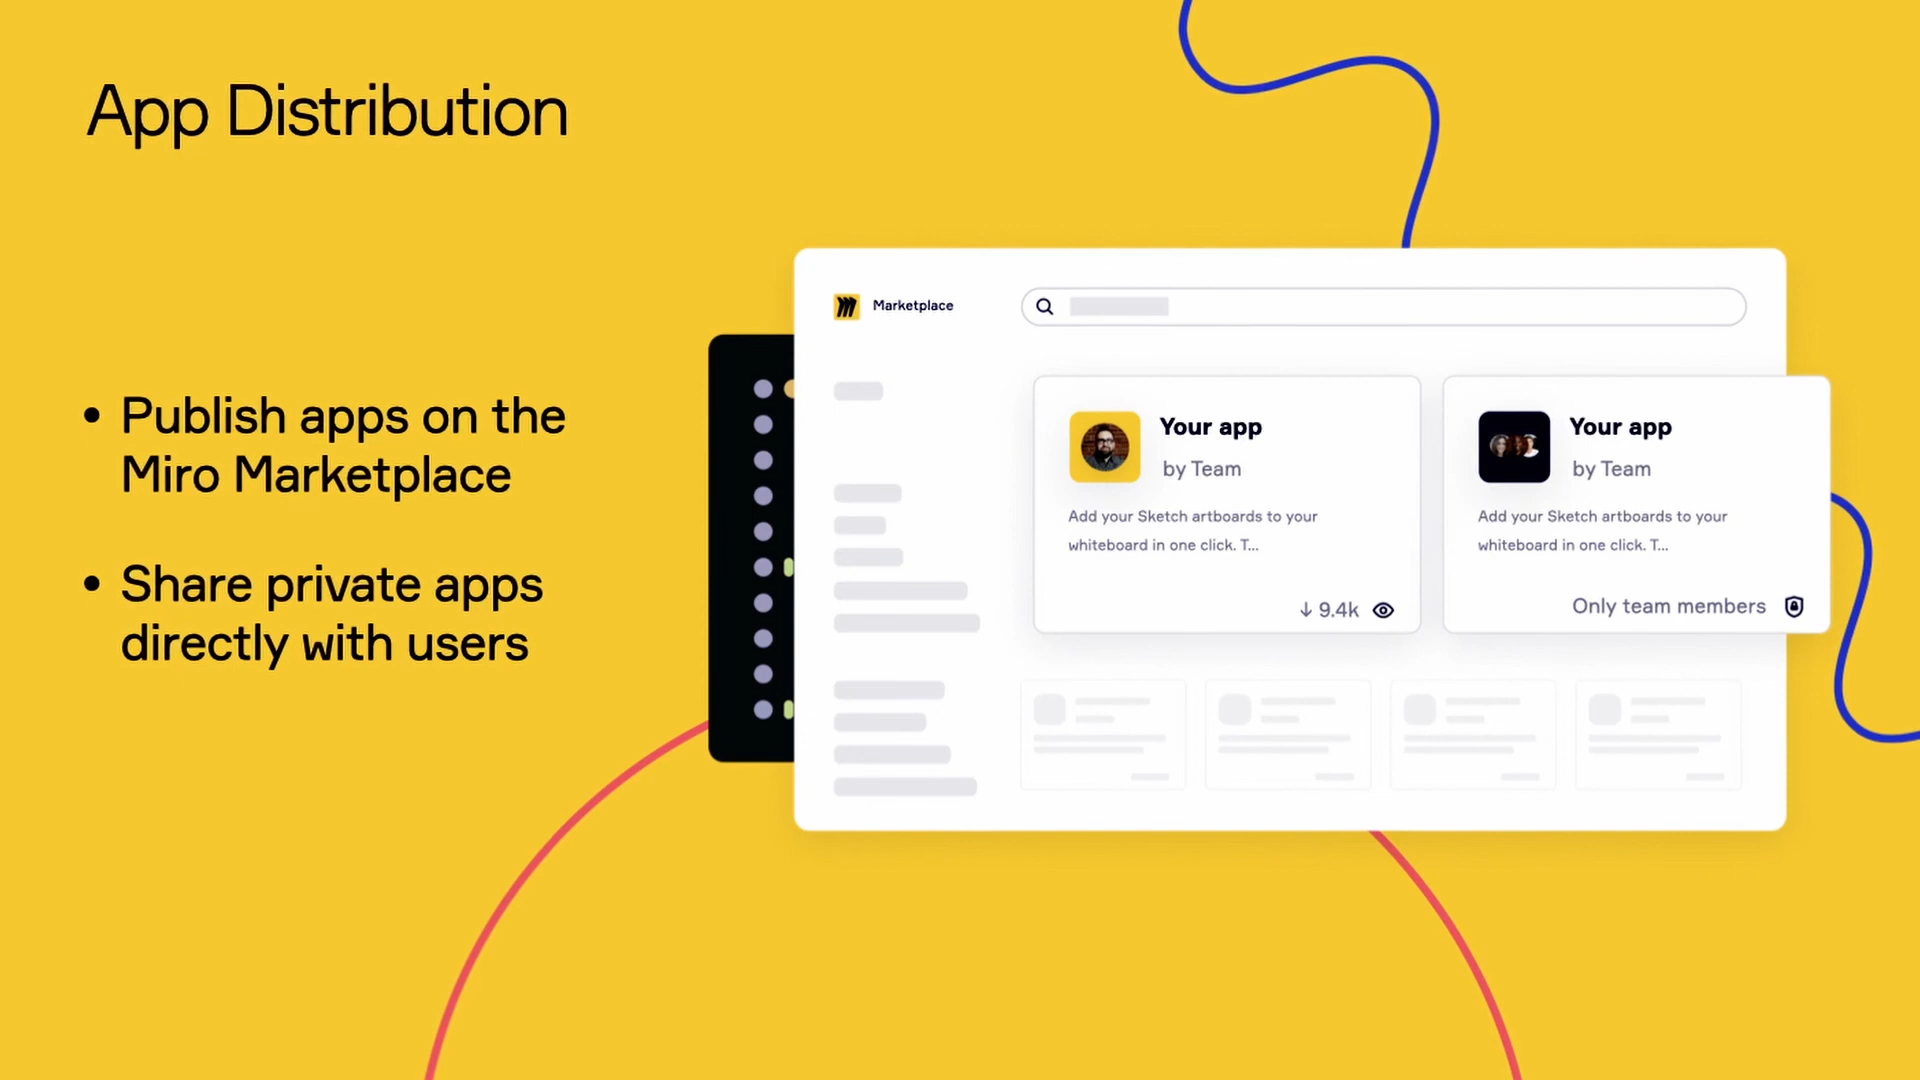 App Distribution
• Publish apps on the
Miro Marketplace
• Share private apps
directly with users
Marketplace
Your app
by Team
Add your Sketch artboards to your
whiteboard in one click. T...
↓ 9.4k
Your app
by Team
Add your Sketch artboards to your
whiteboard in one click. T...
Only team members